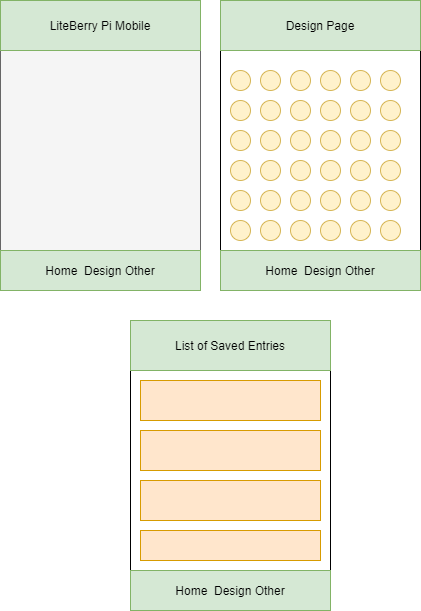 LiteBerry Pi Mobile
Design Page
Home  Design Other
Home  Design Other
List of Saved Entries
Home  Design Other